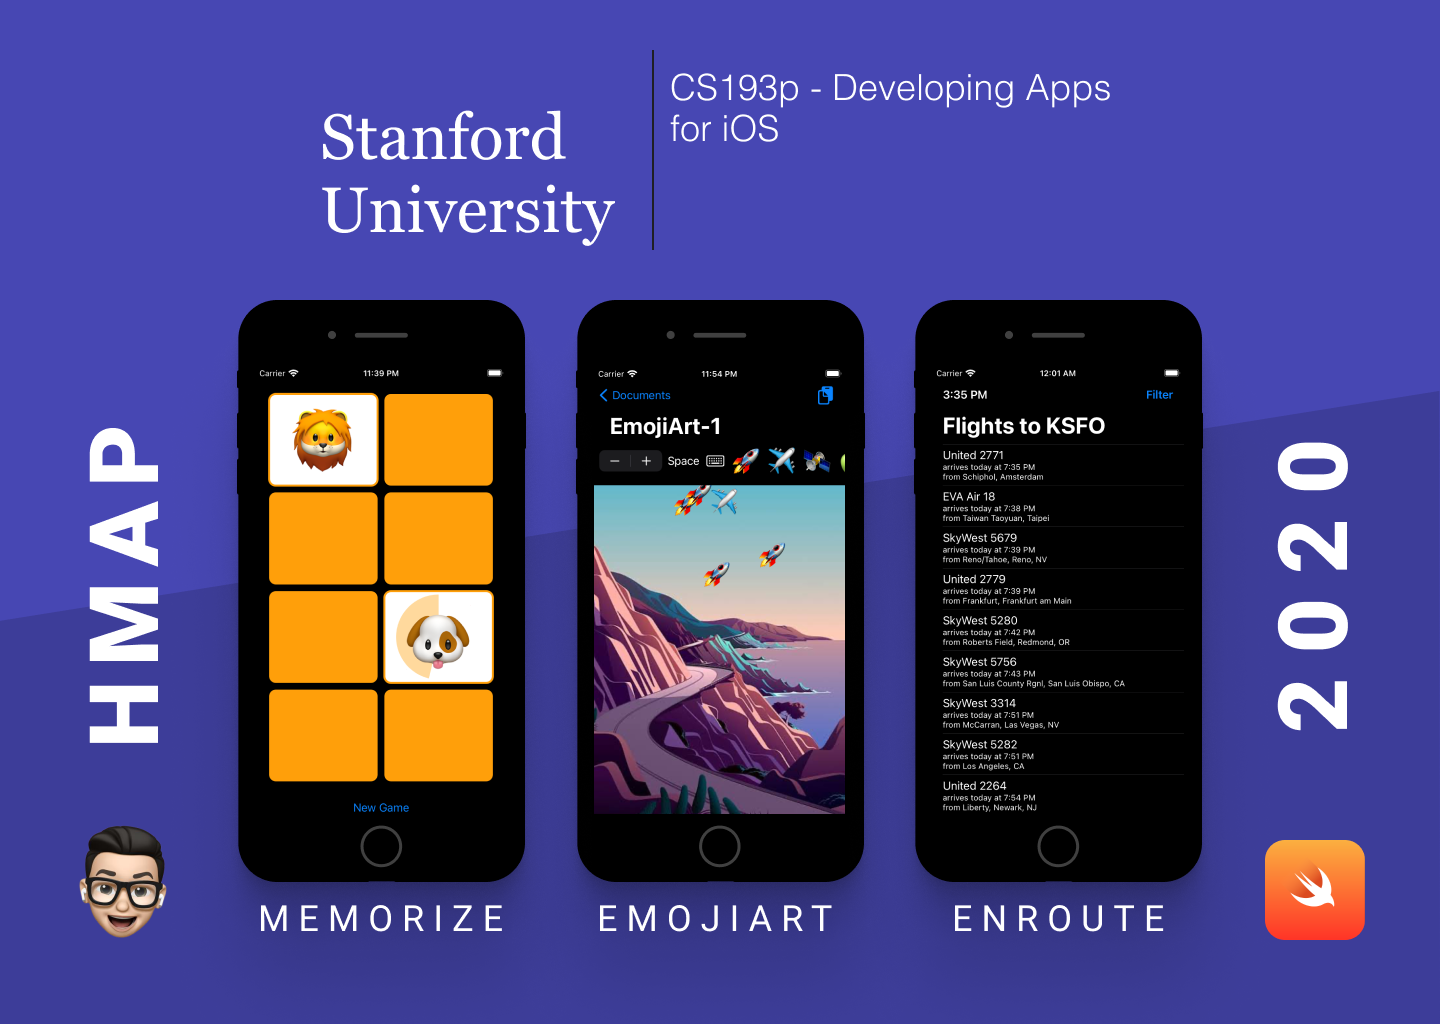 Stanford
University
CS193p - Developing Apps
for iOS
HMAP
2020
Carrier
11:39 PM
New Game
MEMORIZE
Carrier
11:54 PM
Documents
EmojiArt-1
Space
EMOJIART
Carrier
12:01 AM
3:35 PM
Filter
Flights to KSFO
United 2771
arrives today at 7:35 PM
from Schiphol, Amsterdam
EVA Air 18
arrives today at 7:38 PM
from Taiwan Taoyuan, Taipei
SkyWest 5679
arrives today at 7:39 PM
from Reno/Tahoe, Reno, NV
United 2779
arrives today at 7:39 PM
from Frankfurt, Frankfurt am Main
SkyWest 5280
arrives today at 7:42 PM
from Roberts Field, Redmond, OR
SkyWest 5756
arrives today at 7:43 PM
from San Luis County Rgnl, San Luis Obispo, CA
SkyWest 3314
arrives today at 7:51 PM
from McCarran, Las Vegas, NV
SkyWest 5282
arrives today at 7:51 PM
from Los Angeles, CA
United 2264
arrives today at 7:54 PM
from Liberty, Newark, NJ
ENROUTE